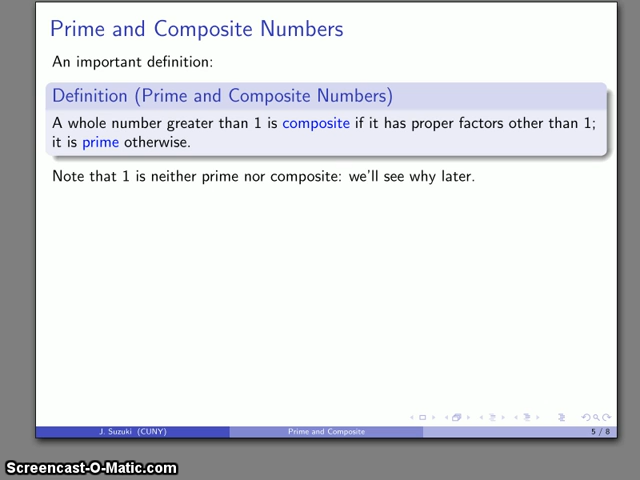 Prime and Composite Numbers
An important definition:
Definition (Prime and Composite Numbers)
A whole number greater than 1 is composite if it has proper factors other than 1;
it is prime otherwise.
Note that 1 is neither prime nor composite: we'll see why later.
J. Suzuki (CUNY) Prime and Composite 5 / 8
Screencast-O-Matic.com